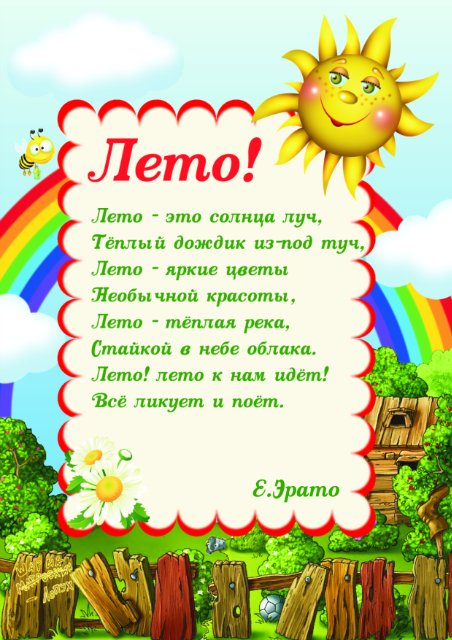 Лето!
Лето - это солнца луч,
Тёплый дождик из-под туч,
Лето - яркие цветы
Необычной красоты,
Лето - тёплая река,
Стайкой в небе облака.
Лето! лето к нам идёт!
Всё ликует и поёт.
Е.Эрато